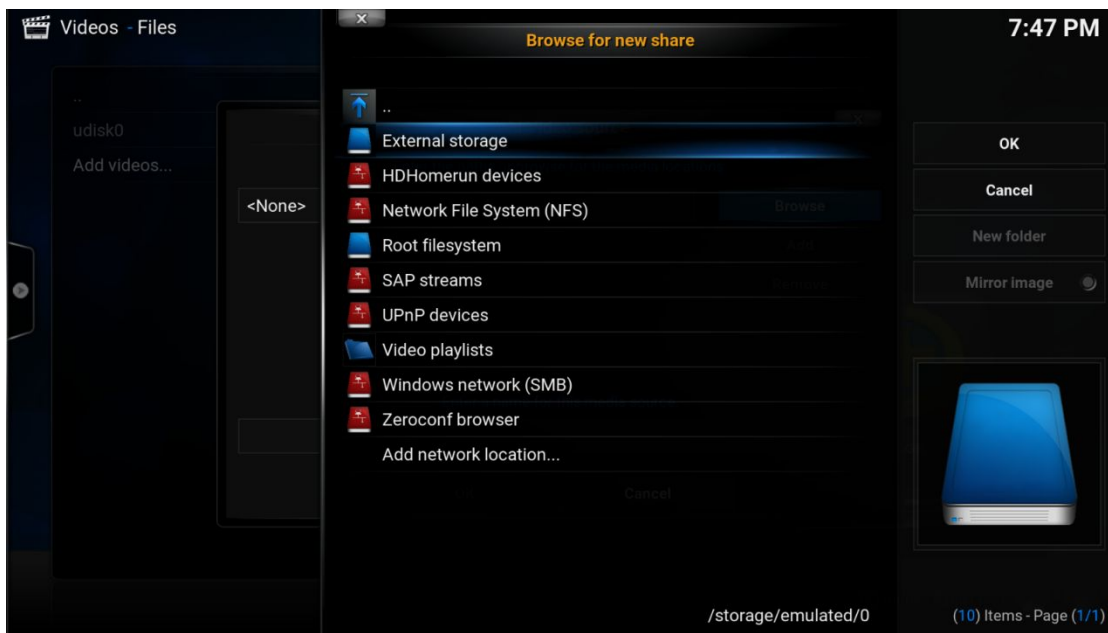 Videos - Files
Browse for new share
7:47 PM
..
..
udisk0
Add videos...
<None>
External storage
HDHomerun devices
Network File System (NFS)
Root filesystem
SAP streams
UPnP devices
Video playlists
Windows network (SMB)
Zeroconf browser
Add network location...
Browse
Add
Cancel
OK
Cancel
New folder
Mirror image
/storage/emulated/0
(10) Items - Page (1/1)